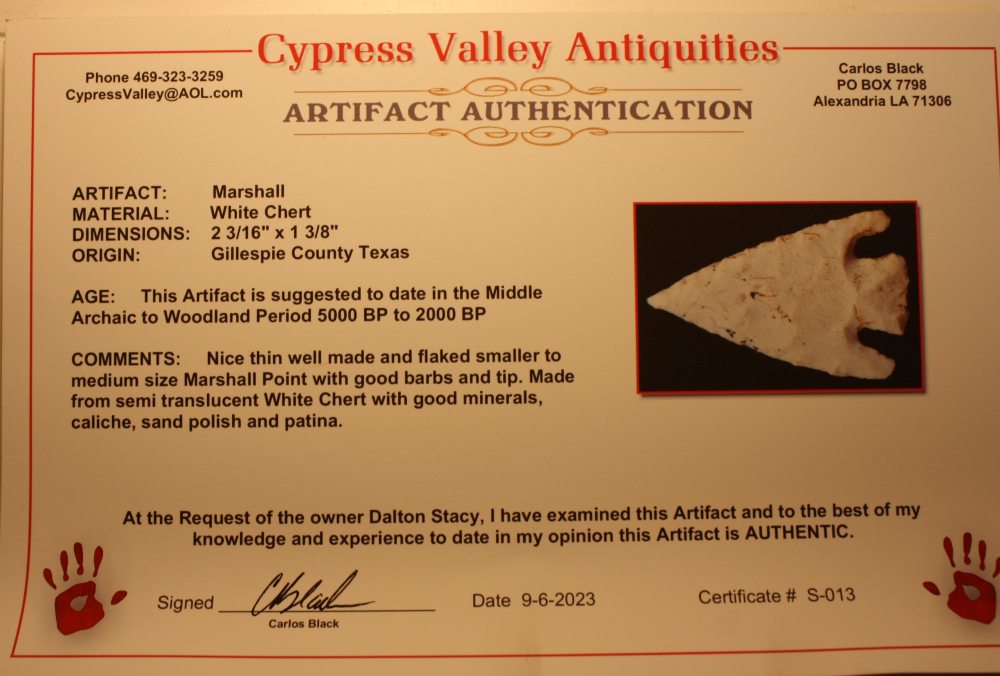 Cypress Valley Antiquities
Phone 469-323-3259
CypressValley@AOL.com
Carlos Black
PO BOX 7798
Alexandria LA 71306
ARTIFACT AUTHENTICATION
ARTIFACT: Marshall
MATERIAL: White Chert
DIMENSIONS: 2 3/16" x 1 3/8"
ORIGIN: Gillespie County Texas
AGE: This Artifact is suggested to date in the Middle
Archaic to Woodland Period 5000 BP to 2000 BP
COMMENTS: Nice thin well made and flaked smaller to
medium size Marshall Point with good barbs and tip. Made
from semi translucent White Chert with good minerals,
caliche, sand polish and patina.
At the Request of the owner Dalton Stacy, I have examined this Artifact and to the best of my
knowledge and experience to date in my opinion this Artifact is AUTHENTIC.
Signed CBlack Date 9-6-2023 Certificate # S-013
Carlos Black